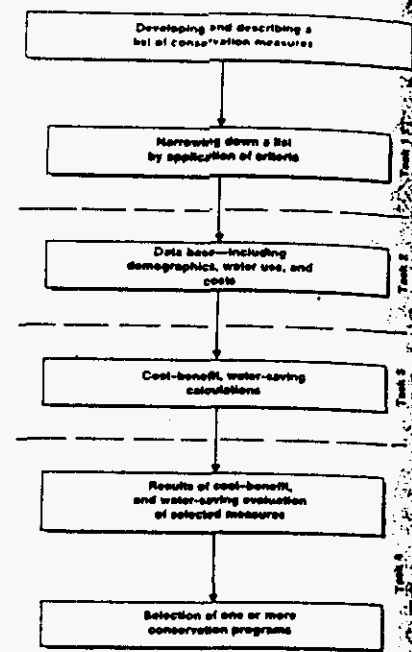 Developing and describing a
list of conservation measures
Narrowing down a list
by application of criteria
Task 1
Data base—including
demographics, water use, and
costs
Task 2
Cost-benefit, water-saving
calculations
Task 3
Results of cost-benefit,
and water-saving evaluation
of selected measures
Selection of one or more
conservation programs
Task 4